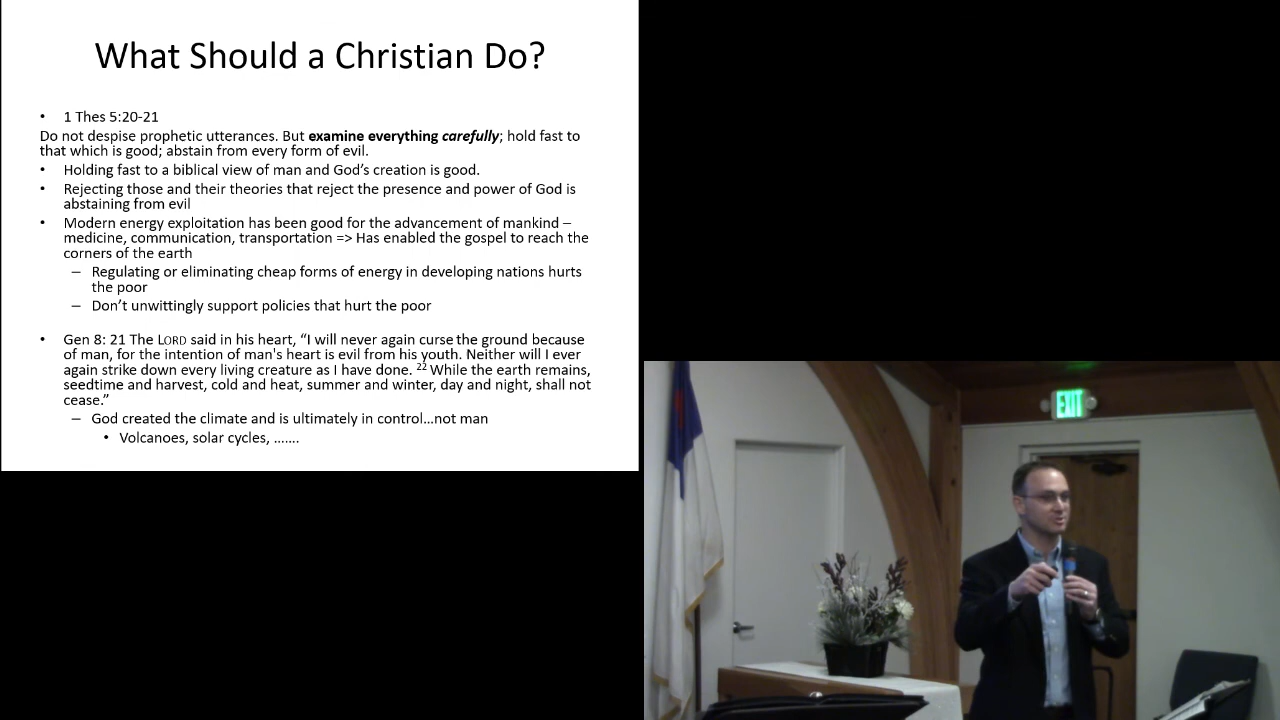 What Should a Christian Do?
• 1 Thes 5:20-21
Do not despise prophetic utterances. But examine everything carefully; hold fast to
that which is good; abstain from every form of evil.
• Holding fast to a biblical view of man and God’s creation is good.
• Rejecting those and their theories that reject the presence and power of God is
abstaining from evil
• Modern energy exploitation has been good for the advancement of mankind –
medicine, communication, transportation => Has enabled the gospel to reach the
corners of the earth
– Regulating or eliminating cheap forms of energy in developing nations hurts
the poor
– Don’t unwittingly support policies that hurt the poor
• Gen 8: 21 The LORD said in his heart, “I will never again curse the ground because
of man, for the intention of man's heart is evil from his youth. Neither will I ever
again strike down every living creature as I have done. 22 While the earth remains,
seedtime and harvest, cold and heat, summer and winter, day and night, shall not
cease.”
– God created the climate and is ultimately in control…not man
• Volcanoes, solar cycles, …….
EXIT